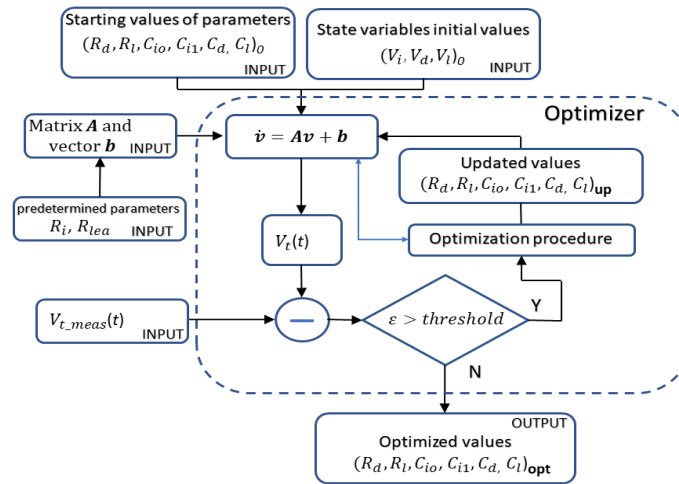 Starting values of parameters
(R_d, R_l, C_io, C_i1, C_d, C_l)_0
INPUT
State variables initial values
(V_i, V_d, V_l)_0
INPUT
Optimizer
Matrix A and
vector b INPUT
v̇ = Av + b
Updated values
(R_d, R_l, C_io, C_i1, C_d, C_l)_up
predetermined parameters
R_i, R_lea INPUT
V_t(t)
Optimization procedure
V_t_meas(t)
INPUT
—
ε > threshold
Y
N
OUTPUT
Optimized values
(R_d, R_l, C_io, C_i1, C_d, C_l)_opt